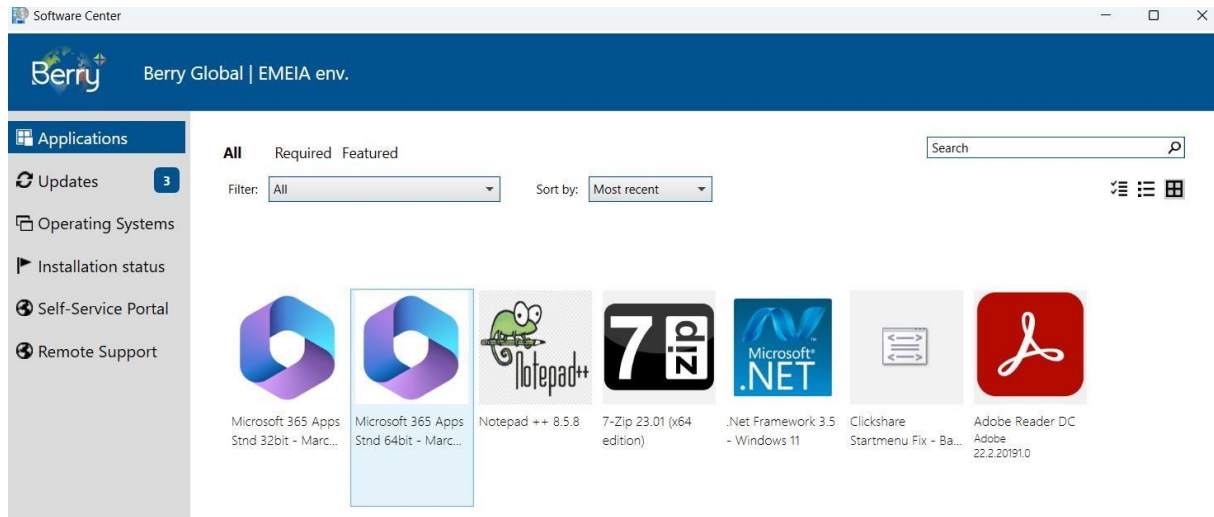 Software Center
Berry
Berry Global | EMEIA env.
Applications
Updates 3
Operating Systems
Installation status
Self-Service Portal
Remote Support
All Required Featured
Search
Filter: All Sort by: Most recent
Notepad++
7 zip
Microsoft®
.NET
Microsoft 365 Apps
Stnd 32bit - Marc...
Microsoft 365 Apps
Stnd 64bit - Marc...
Notepad ++ 8.5.8
7-Zip 23.01 (x64
edition)
.Net Framework 3.5
- Windows 11
Clickshare
Startmenu Fix - Ba...
Adobe Reader DC
Adobe
22.2.20191.0